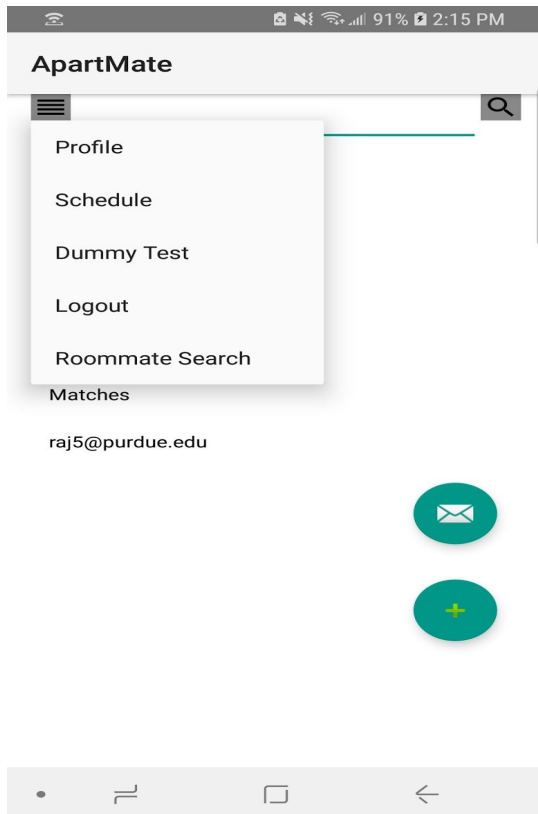 91% 2:15 PM
ApartMate
Profile
Schedule
Dummy Test
Logout
Roommate Search
Matches
raj5@purdue.edu